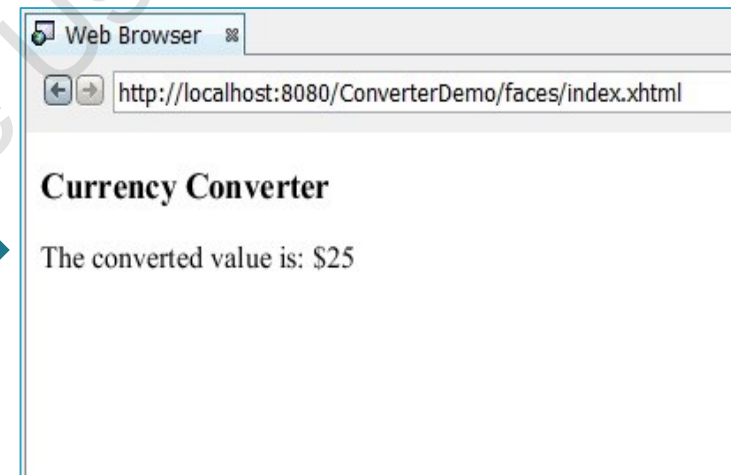 Web Browser
http://localhost:8080/ConverterDemo/faces/index.xhtml
Currency Converter
The converted value is: $25